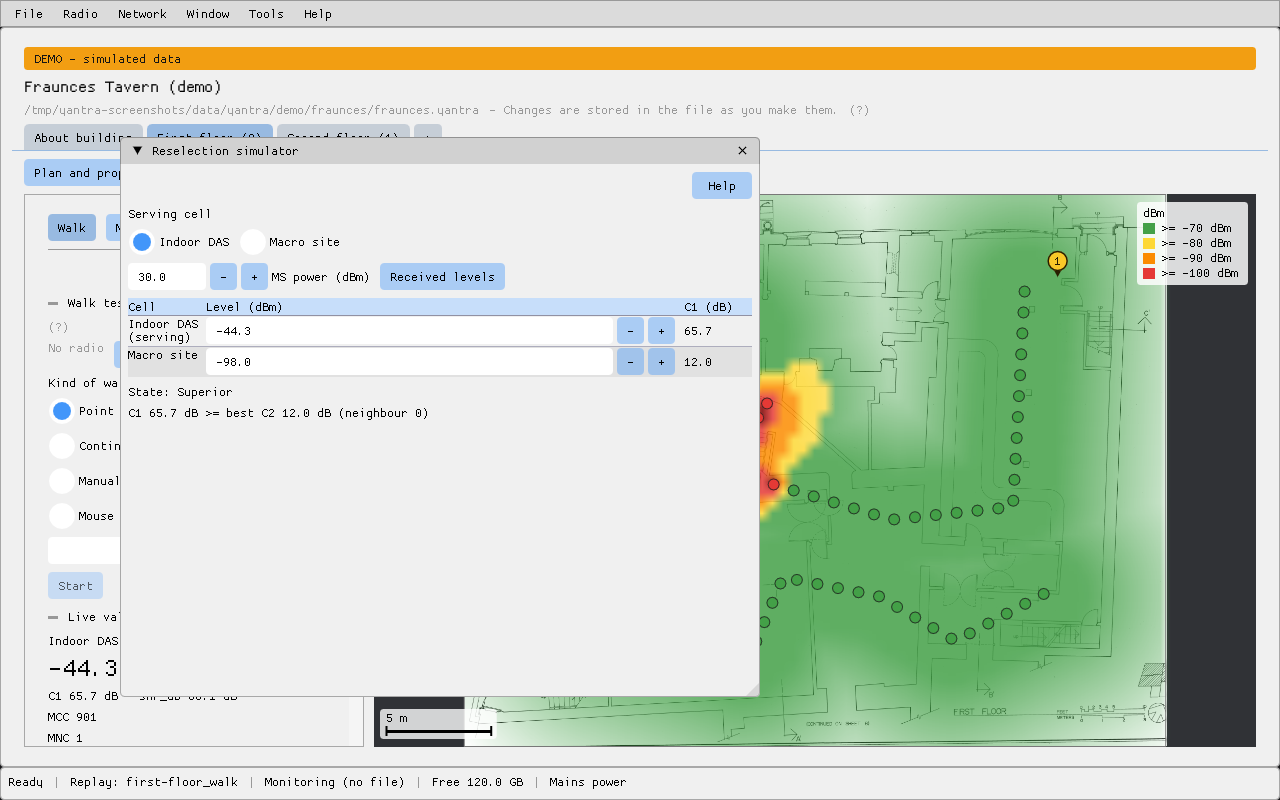 File Radio Network Window Tools Help
DEMO - simulated data
Fraunces Tavern (demo)
/tmp/yantra-screenshots/data/yantra/demo/fraunces/fraunces.yantra - Changes are stored in the file as you make them. (?)
About building
Plan and
Reselection simulator
Help
Serving cell
Indoor DAS Macro site
30.0 - + MS power (dBm) Received levels
Cell Level (dBm) C1 (dB)
Indoor DAS (serving) -44.3 - + 65.7
Macro site -98.0 - + 12.0
State: Superior
C1 65.7 dB >= best C2 12.0 dB (neighbour 0)
Walk
Walk
(?)
No radio
Kind of
Point
Manual
Mouse
Start
Live
Indoor DAS
-44.3
C1 65.7 dB
MCC 901
MNC 1
dBm
>= -70 dBm
>= -80 dBm
>= -90 dBm
>= -100 dBm
1
5 m
FIRST FLOOR
Ready | Replay: first-floor_walk | Monitoring (no file) | Free 120.0 GB | Mains power